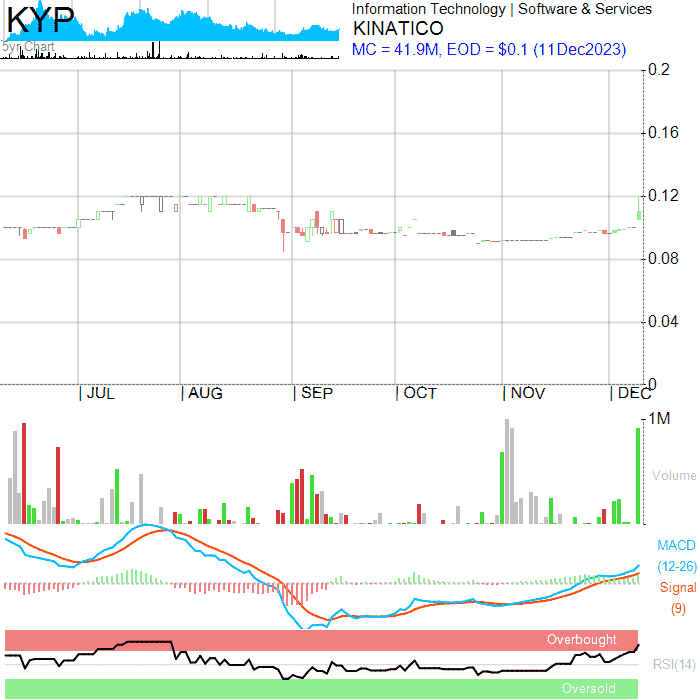 KYP
5yr Chart
Information Technology | Software & Services
KINATICO
MC = 41.9M, EOD = $0.1 (11Dec2023)
0.2
0.16
0.12
0.08
0.04
0
| JUL | AUG | SEP | OCT | NOV | DEC
1M
Volume
MACD
(12-26)
Signal
(9)
Overbought
RSI(14)
Oversold